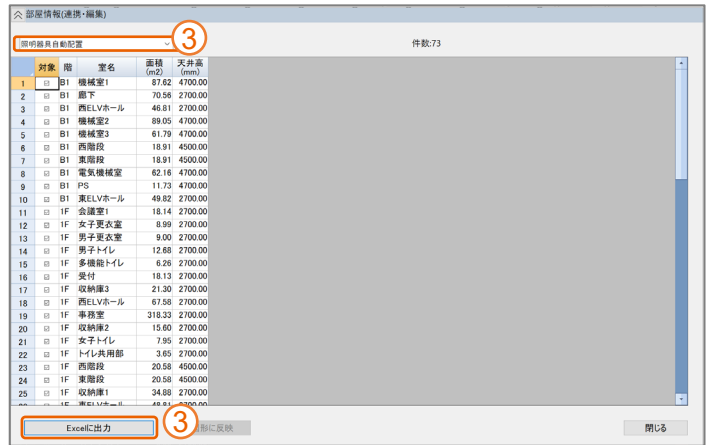 部屋情報(連携・編集)
照明器具自動配置
③
件数:73
対象 階 室名 面積(m2) 天井高(mm)
1 B1 機械室1 87.62 4700.00
2 B1 廊下 70.56 2700.00
3 B1 西ELVホール 46.81 2700.00
4 B1 機械室2 89.05 4700.00
5 B1 機械室3 61.79 4700.00
6 B1 西階段 18.91 4500.00
7 B1 東階段 18.91 4500.00
8 B1 電気機械室 62.16 4700.00
9 B1 PS 11.73 4700.00
10 B1 東ELVホール 49.82 2700.00
11 1F 会議室1 18.14 2700.00
12 1F 女子更衣室 8.99 2700.00
13 1F 男子更衣室 9.00 2700.00
14 1F 男子トイレ 12.68 2700.00
15 1F 多機能トイレ 6.26 2700.00
16 1F 受付 18.13 2700.00
17 1F 収納庫3 21.30 2700.00
18 1F 西ELVホール 67.58 2700.00
19 1F 事務室 318.33 2700.00
20 1F 収納庫2 15.60 2700.00
21 1F 女子トイレ 7.95 2700.00
22 1F トイレ共用部 3.65 2700.00
23 1F 西階段 20.58 4500.00
24 1F 東階段 20.58 4500.00
25 1F 収納庫1 34.88 2700.00
Excelに出力
③
形に反映
閉じる